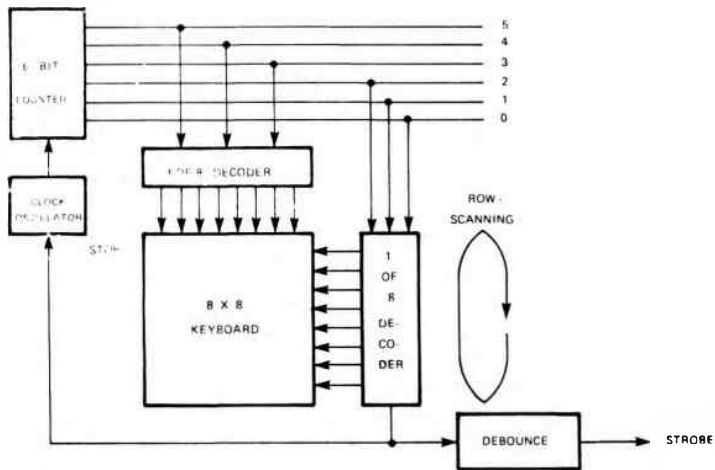 5
4
3
2
1
0
BIT
COUNTER
DECODER
CLOCK
ROW -
SCANNING
8 X 8
KEYBOARD
1
OF
8
DE-
CO-
DER
DEBOUNCE
STROBE